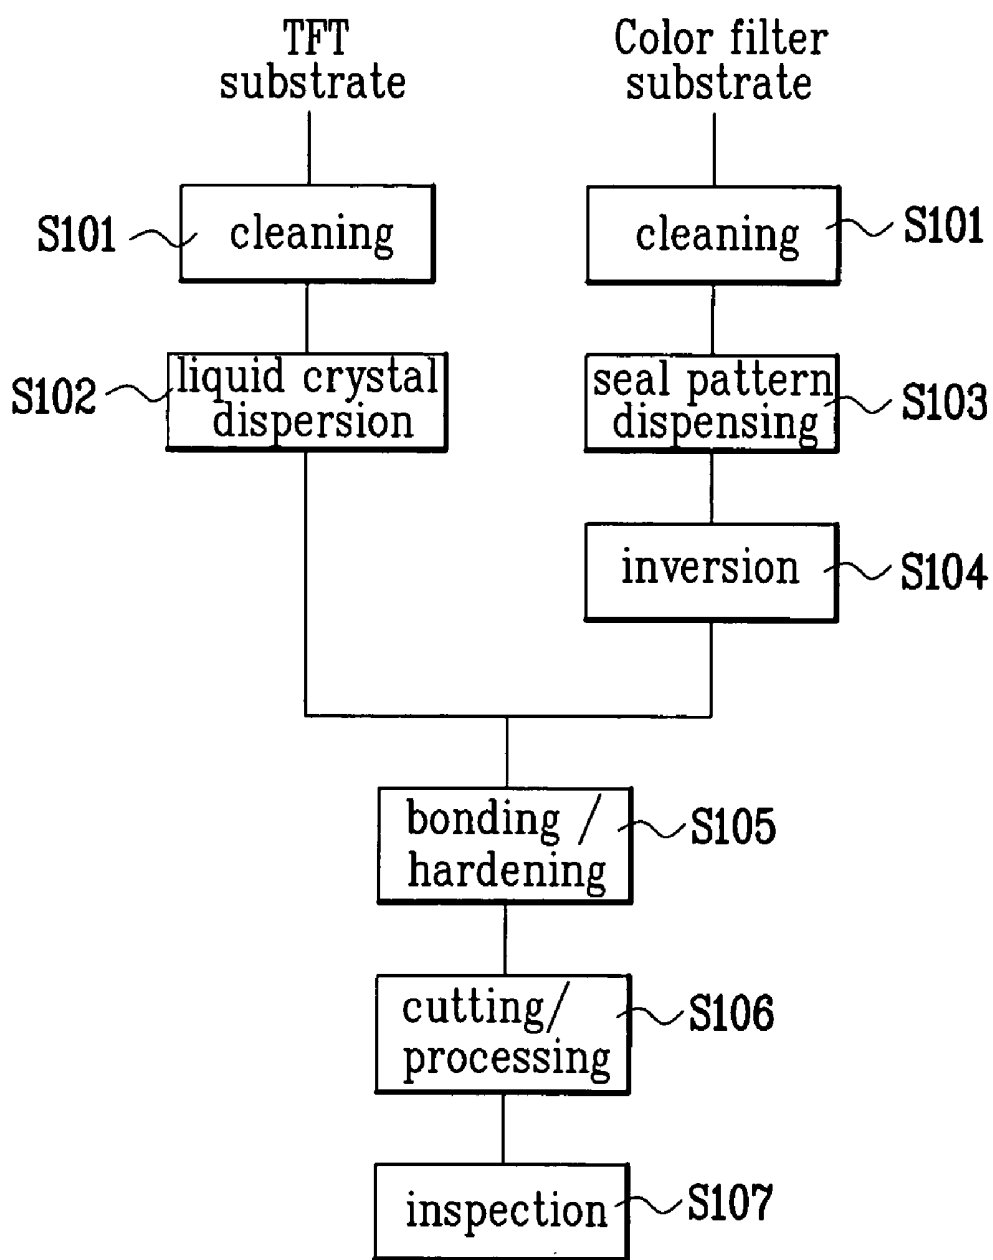 TFT
substrate
Color filter
substrate
S101
cleaning
cleaning
S101
S102
liquid crystal
dispersion
seal pattern
dispensing
S103
inversion
S104
bonding /
hardening
S105
cutting/
processing
S106
inspection
S107